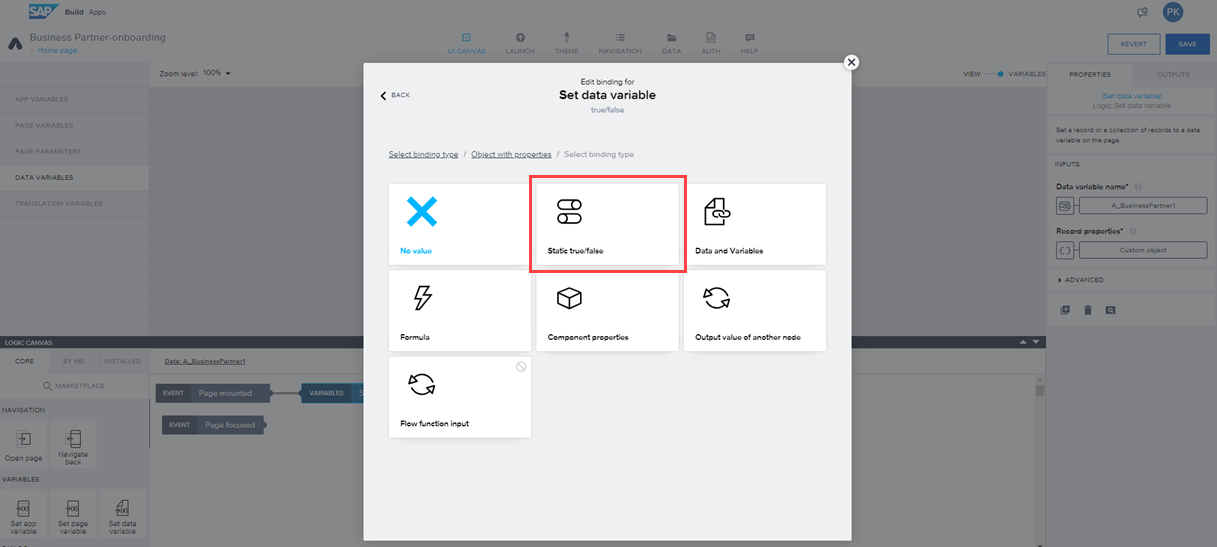 SAP Build Apps
PK
Business Partner-onboarding
> Home page
UI CANVAS
LAUNCH
THEME
NAVIGATION
DATA
AUTH
HELP
REVERT
SAVE
Zoom level: 100%
VIEW
VARIABLES
PROPERTIES
OUTPUTS
APP VARIABLES
PAGE VARIABLES
PAGE PARAMETERS
DATA VARIABLES
TRANSLATION VARIABLES
BACK
Edit binding for
Set data variable
true/false
Select binding type / Object with properties / Select binding type
No value
Static true/false
Data and Variables
Formula
Component properties
Output value of another node
Flow function input
(Set data variable)
Logic: Set data variable
Set a record or a collection of records to a data
variable on the page.
INPUTS
Data variable name*
A_BusinessPartner1
Record properties*
Custom object
ADVANCED
LOGIC CANVAS
CORE
BY ME
INSTALLED
Data: A_BusinessPartner1
MARKETPLACE
EVENT
Page mounted
VARIABLES
S
EVENT
Page focused
NAVIGATION
Open page
Navigate
back
VARIABLES
Set app
variable
Set page
variable
Set data
variable